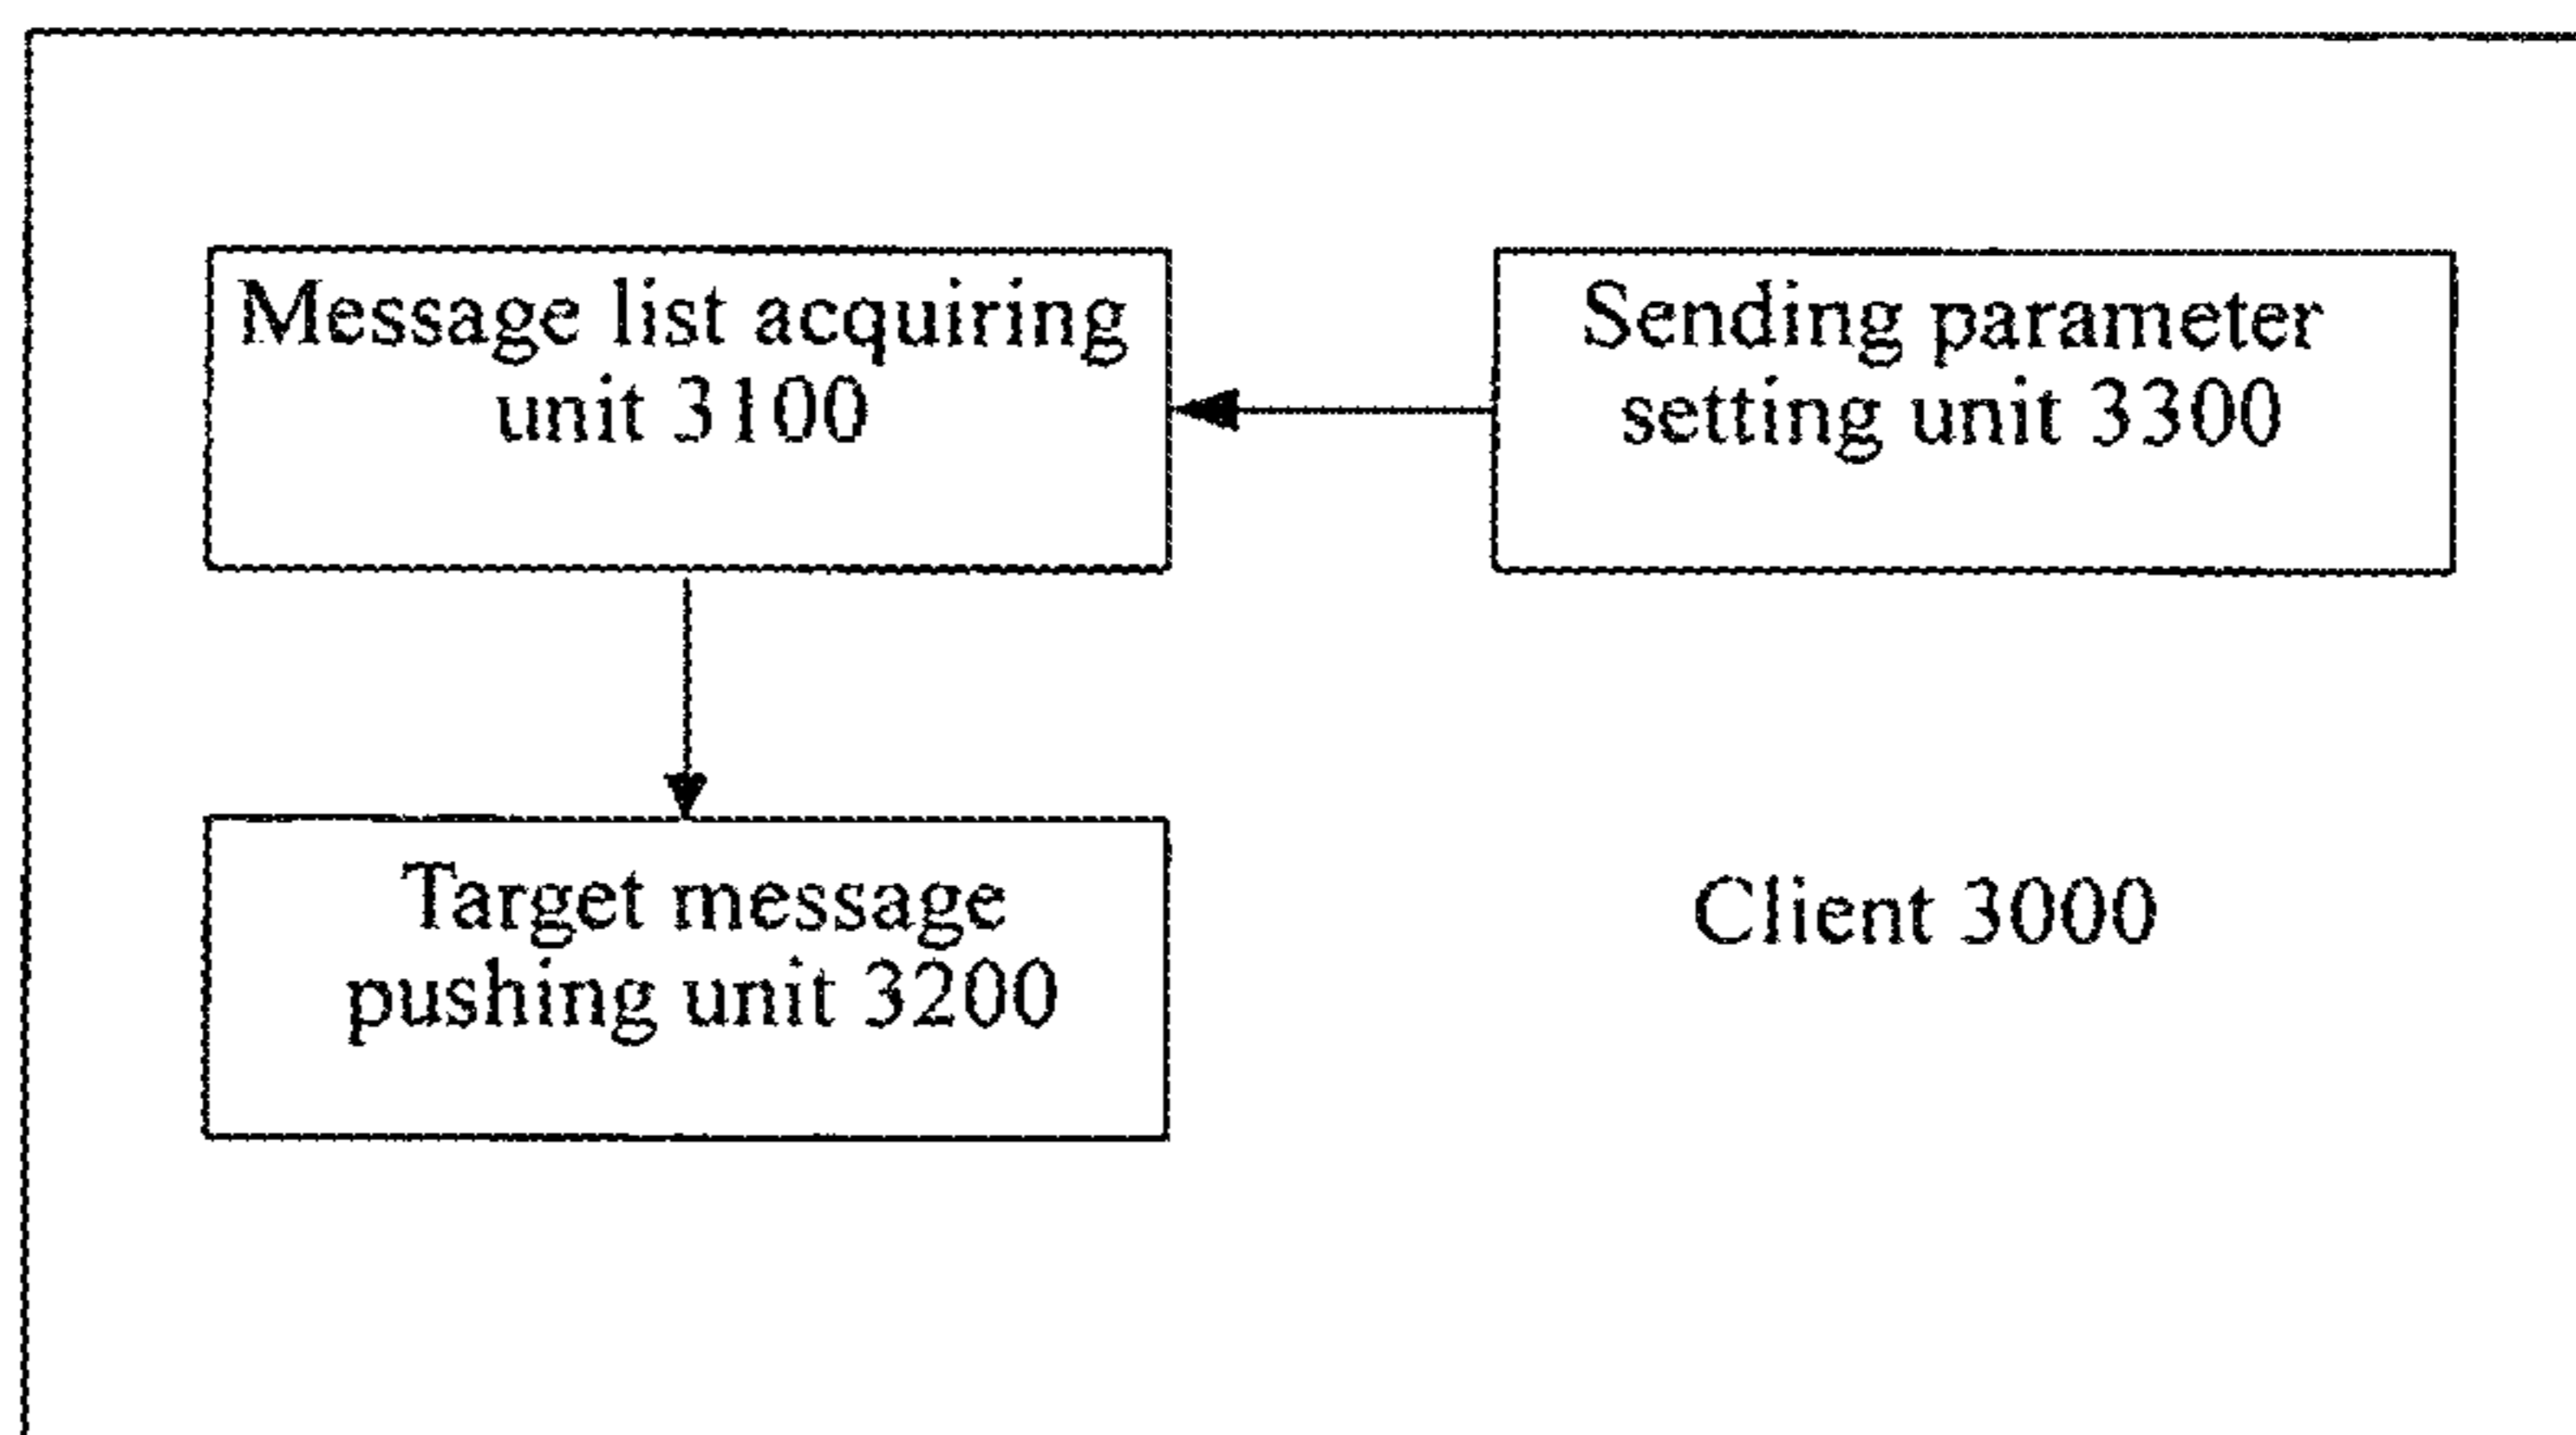 Message list acquiring
unit 3100
Sending parameter
setting unit 3300
Target message
pushing unit 3200
Client 3000